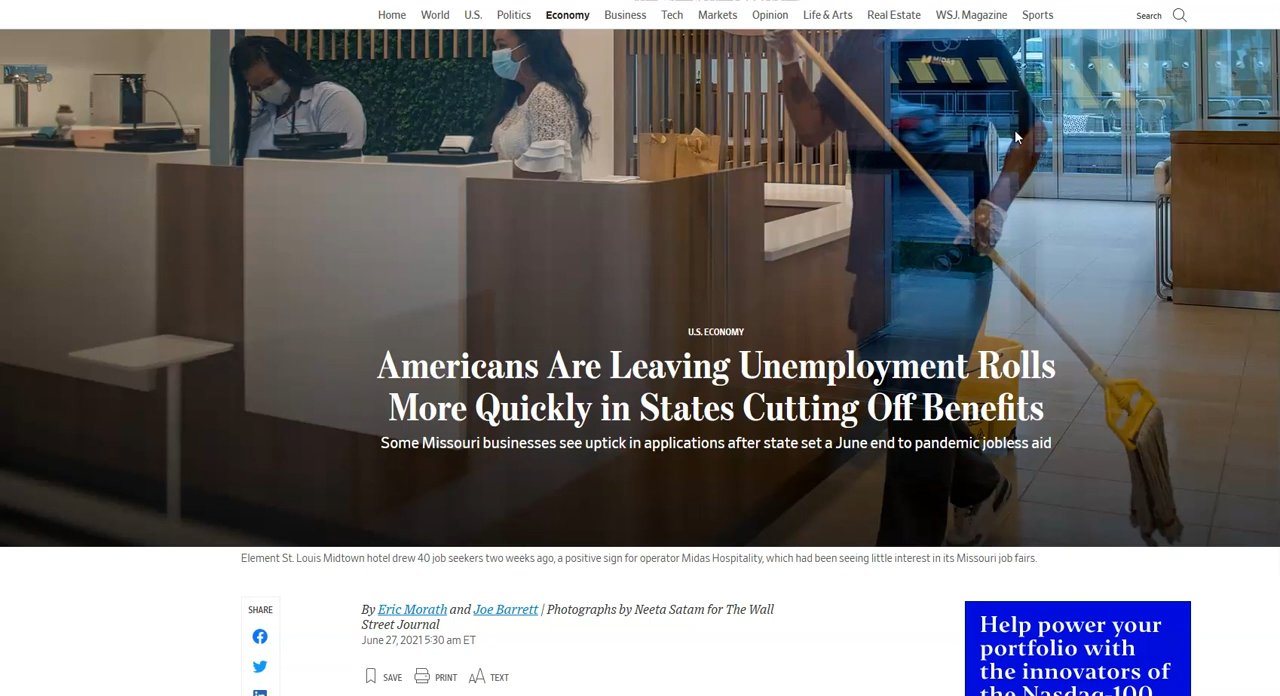 Home World U.S. Politics Economy Business Tech Markets Opinion Life & Arts Real Estate WSJ. Magazine Sports Search
MIDAS
U.S. ECONOMY
Americans Are Leaving Unemployment Rolls
More Quickly in States Cutting Off Benefits
Some Missouri businesses see uptick in applications after state set a June end to pandemic jobless aid
Element St. Louis Midtown hotel drew 40 job seekers two weeks ago, a positive sign for operator Midas Hospitality, which had been seeing little interest in its Missouri job fairs.
SHARE
By Eric Morath and Joe Barrett | Photographs by Neeta Satam for The Wall
Street Journal
June 27, 2021 5:30 am ET
SAVE PRINT AA TEXT
Help power your
portfolio with
the innovators of
the Nasdaq-100